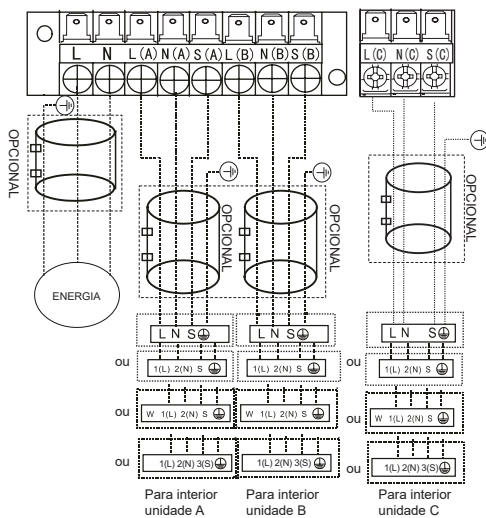 L N L(A) N(A) S(A) L(B) N(B) S(B)
L(C) N(C) S(C)
OPCIONAL
OPCIONAL
OPCIONAL
OPCIONAL
ENERGIA
L N S
L N S
L N S
ou
1(L) 2(N) S
1(L) 2(N) S
ou
1(L) 2(N) S
ou
W 1(L) 2(N) S
W 1(L) 2(N) S
ou
W 1(L) 2(N) S
ou
1(L) 2(N) 3(S)
1(L) 2(N) 3(S)
ou
1(L) 2(N) 3(S)
Para interior
unidade A
Para interior
unidade B
Para interior
unidade C